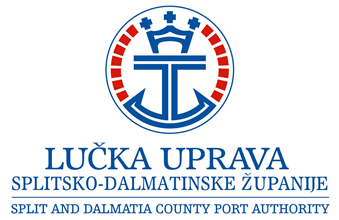 LUČKA UPRAVA
SPLITSKO-DALMATINSKE ŽUPANIJE
SPLIT AND DALMATIA COUNTY PORT AUTHORITY